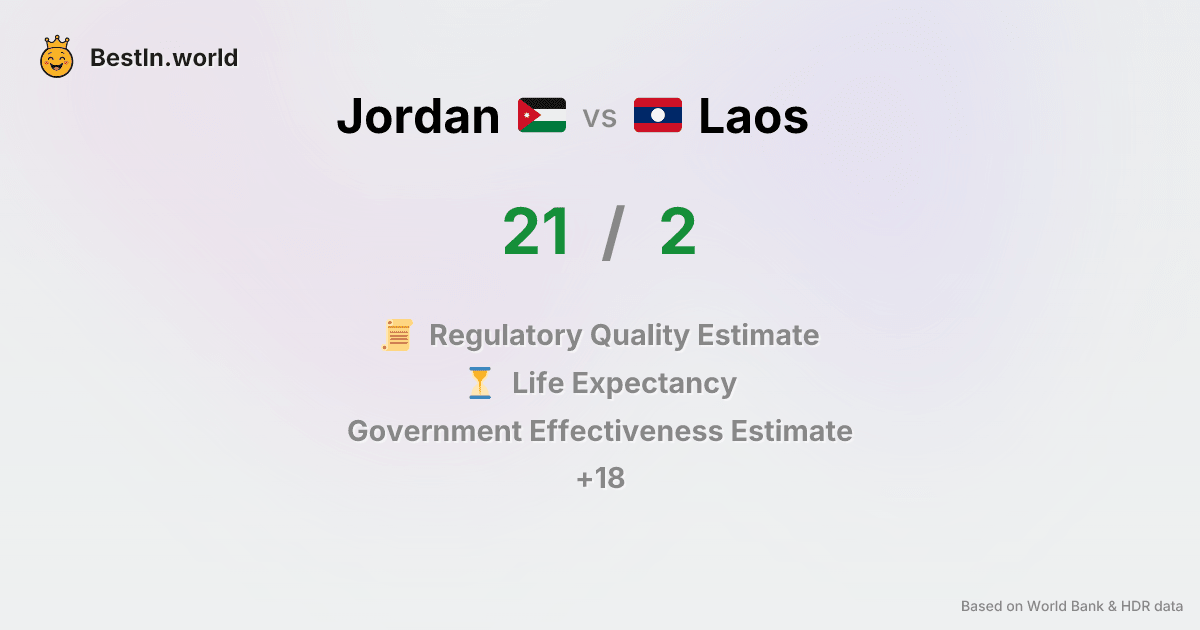 BestIn.world
Jordan vs Laos
21 / 2
Regulatory Quality Estimate
Life Expectancy
Government Effectiveness Estimate
+18
Based on World Bank & HDR data